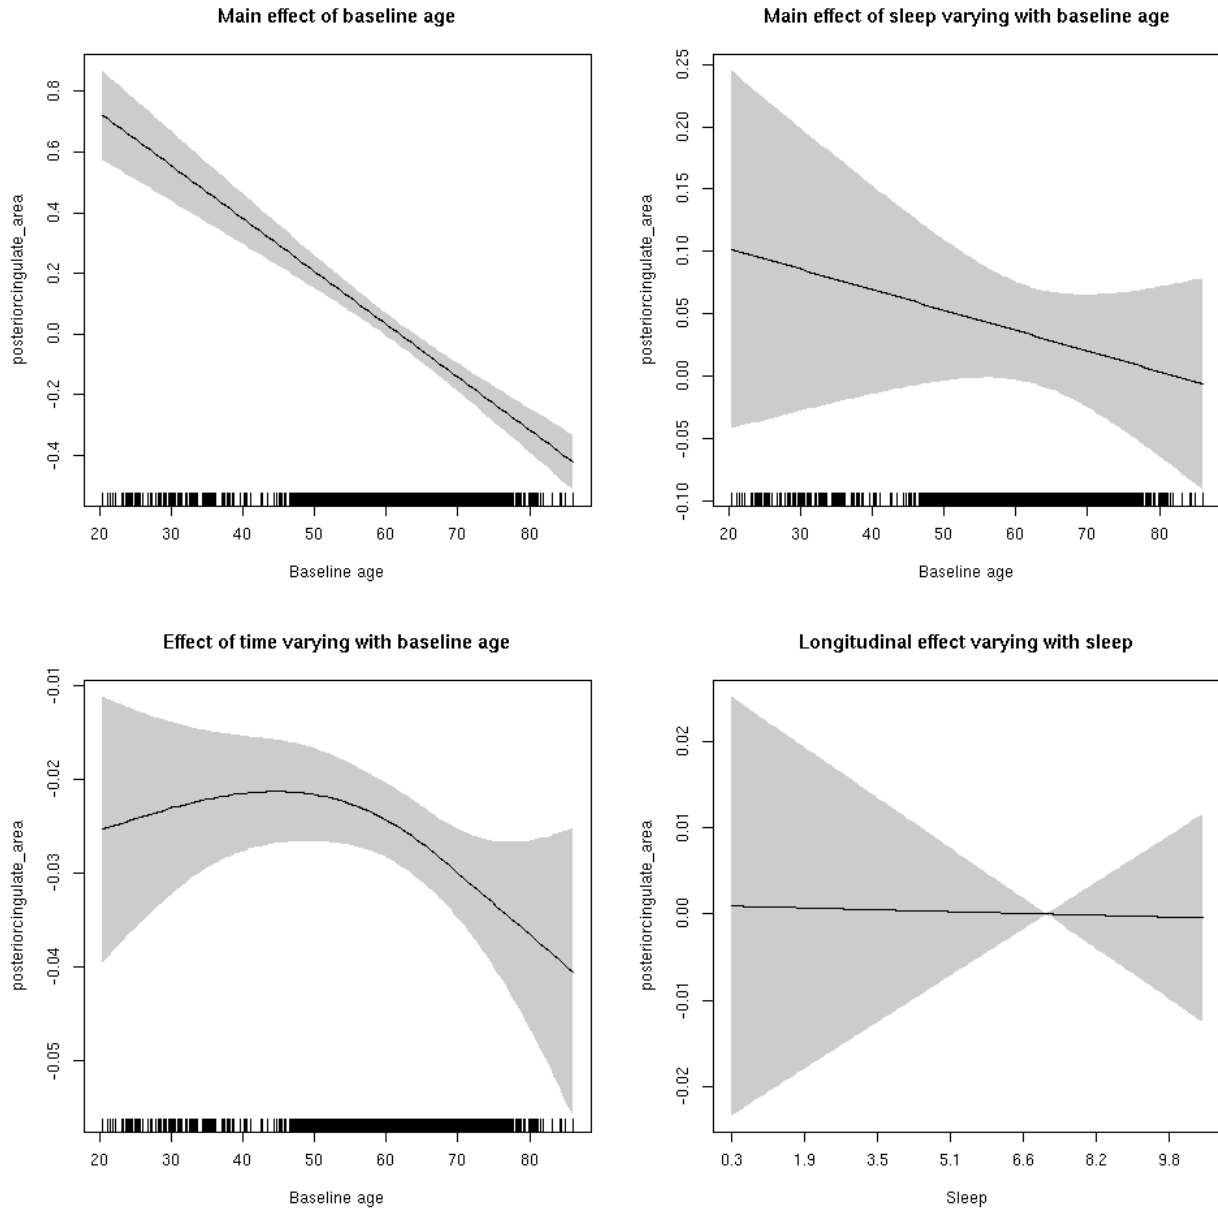 Main effect of baseline age
posteriorcingulate_area
0.8
0.6
0.4
0.2
0.0
-0.2
-0.4
20 30 40 50 60 70 80
Baseline age
Main effect of sleep varying with baseline age
posteriorcingulate_area
0.25
0.20
0.15
0.10
0.05
0.00
-0.05
-0.10
20 30 40 50 60 70 80
Baseline age
Effect of time varying with baseline age
posteriorcingulate_area
-0.01
-0.02
-0.03
-0.04
-0.05
20 30 40 50 60 70 80
Baseline age
Longitudinal effect varying with sleep
posteriorcingulate_area
0.02
0.01
0.00
-0.01
-0.02
0.3 1.9 3.5 5.1 6.6 8.2 9.8
Sleep